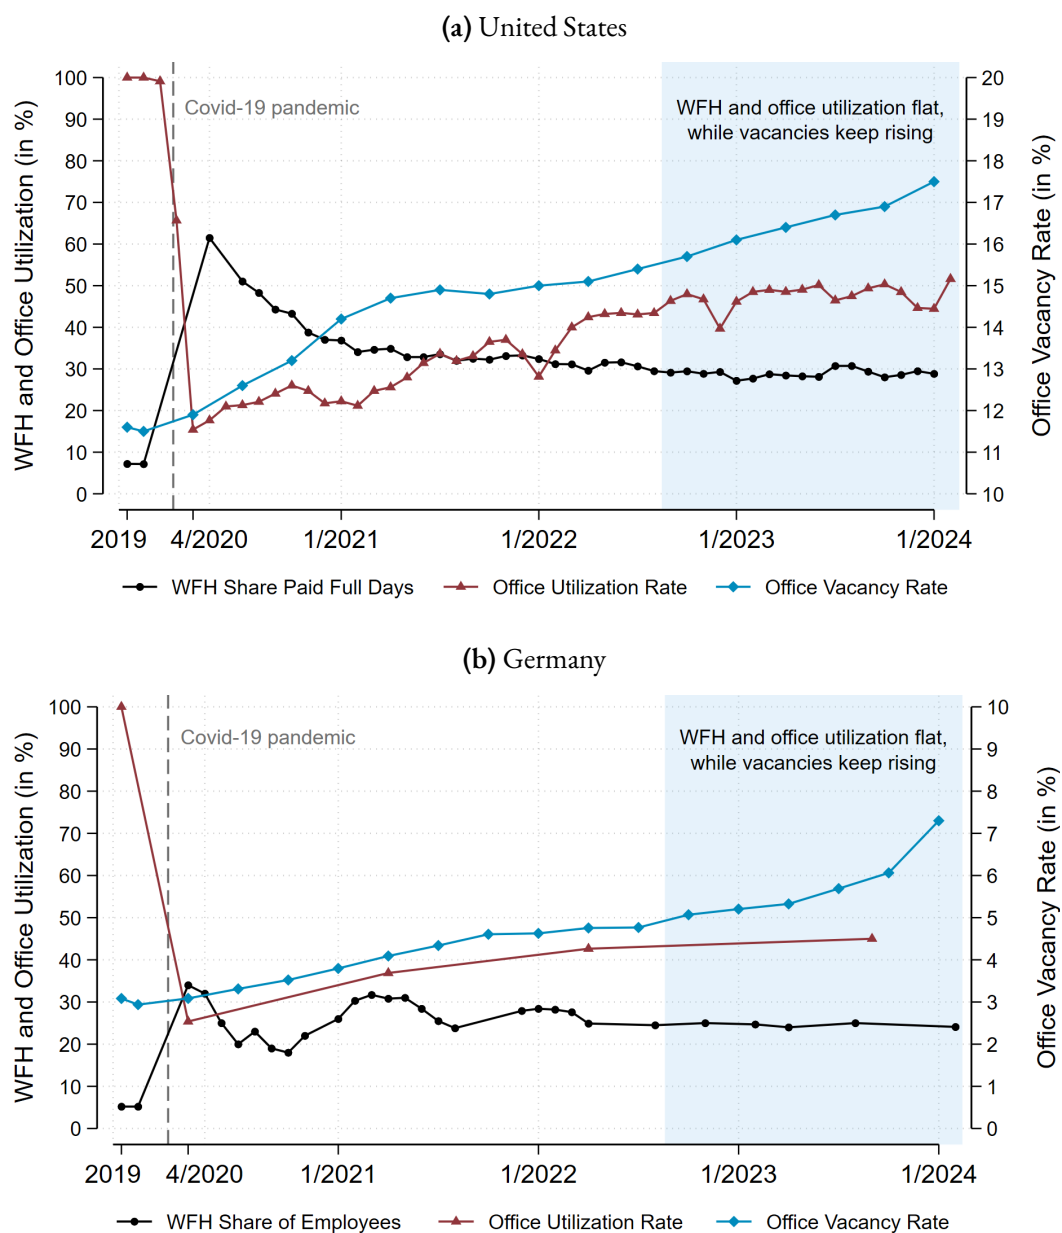 (a) United States
WFH and Office Utilization (in %)
100
90
80
70
60
50
40
30
20
10
0
Covid-19 pandemic
WFH and office utilization flat,
while vacancies keep rising
20
19
18
17
16
15
14
13
12
11
10
Office Vacancy Rate (in %)
2019 4/2020 1/2021 1/2022 1/2023 1/2024
WFH Share Paid Full Days Office Utilization Rate Office Vacancy Rate
(b) Germany
WFH and Office Utilization (in %)
100
90
80
70
60
50
40
30
20
10
0
Covid-19 pandemic
WFH and office utilization flat,
while vacancies keep rising
10
9
8
7
6
5
4
3
2
1
0
Office Vacancy Rate (in %)
2019 4/2020 1/2021 1/2022 1/2023 1/2024
WFH Share of Employees Office Utilization Rate Office Vacancy Rate